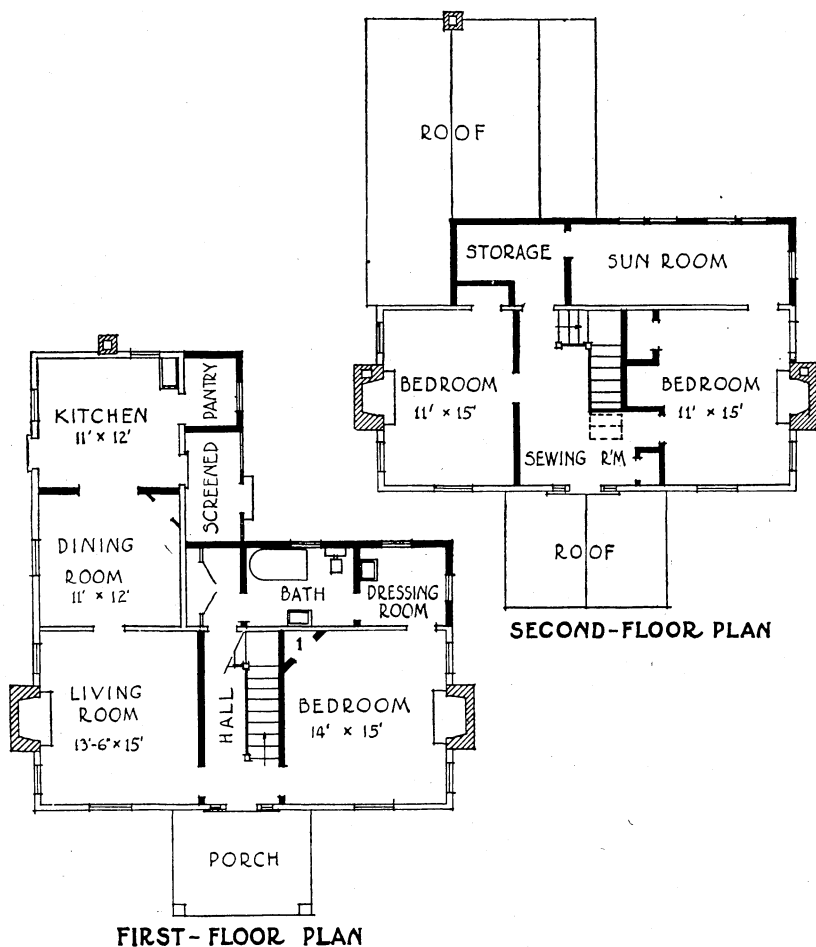 ROOF
STORAGE
SUN ROOM
BEDROOM
11' × 15'
BEDROOM
11' × 15'
SEWING R'M
ROOF
SECOND-FLOOR PLAN
KITCHEN
11' × 12'
PANTRY
SCREENED
DINING
ROOM
11' × 12'
BATH
DRESSING
ROOM
1
LIVING
ROOM
13'-6" × 15'
HALL
BEDROOM
14' × 15'
PORCH
FIRST-FLOOR PLAN